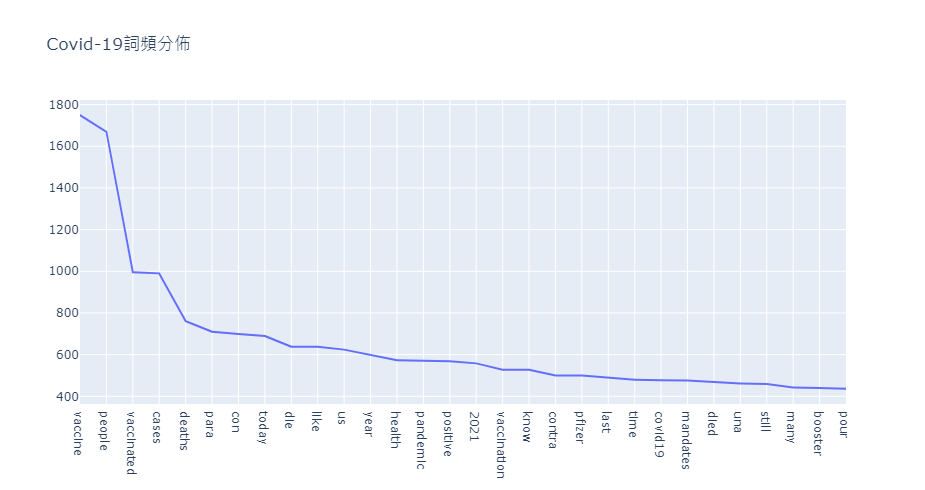 Covid-19詞頻分佈
1800
1600
1400
1200
1000
800
600
400
vaccine
people
vaccinated
cases
deaths
para
con
today
die
like
us
year
health
pandemic
positive
2021
vaccination
know
contra
pfizer
last
time
covid19
mandates
died
una
still
many
booster
pour